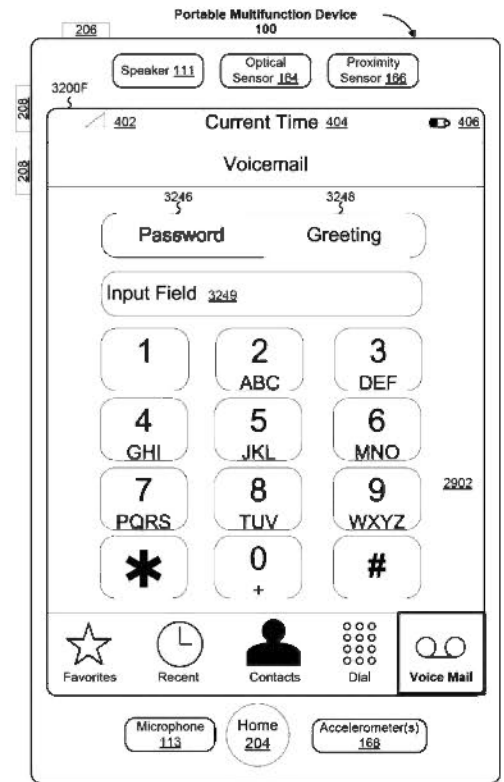 Portable Multifunction Device
206
100
Speaker 111
Optical
Sensor 164
Proximity
Sensor 166
3200F
208
402
Current Time 404
406
208
Voicemail
3246
3248
Password
Greeting
Input Field 3249
1
2
3
ABC
DEF
4
5
6
GHI
JKL
MNO
2902
7
8
9
PQRS
TUV
WXYZ
*
0
#
+
Favorites
Recent
Contacts
Dial
Voice Mail
Microphone
113
Home
204
Accelerometer(s)
168